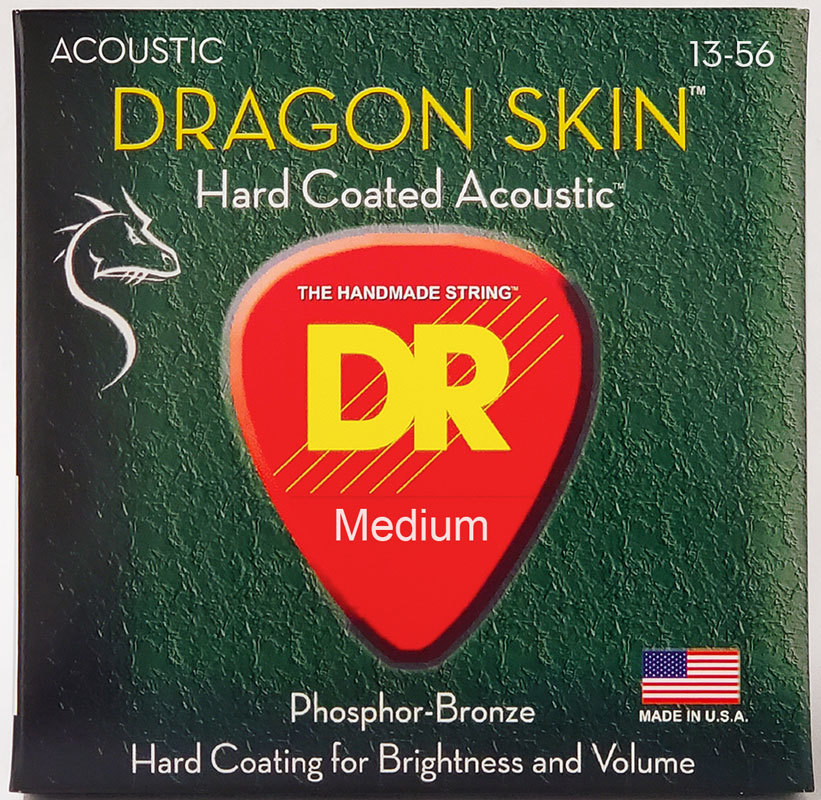 ACOUSTIC 13-56
DRAGON SKIN™
Hard Coated Acoustic™
THE HANDMADE STRING™
DR
Medium
Phosphor-Bronze
MADE IN U.S.A.
Hard Coating for Brightness and Volume